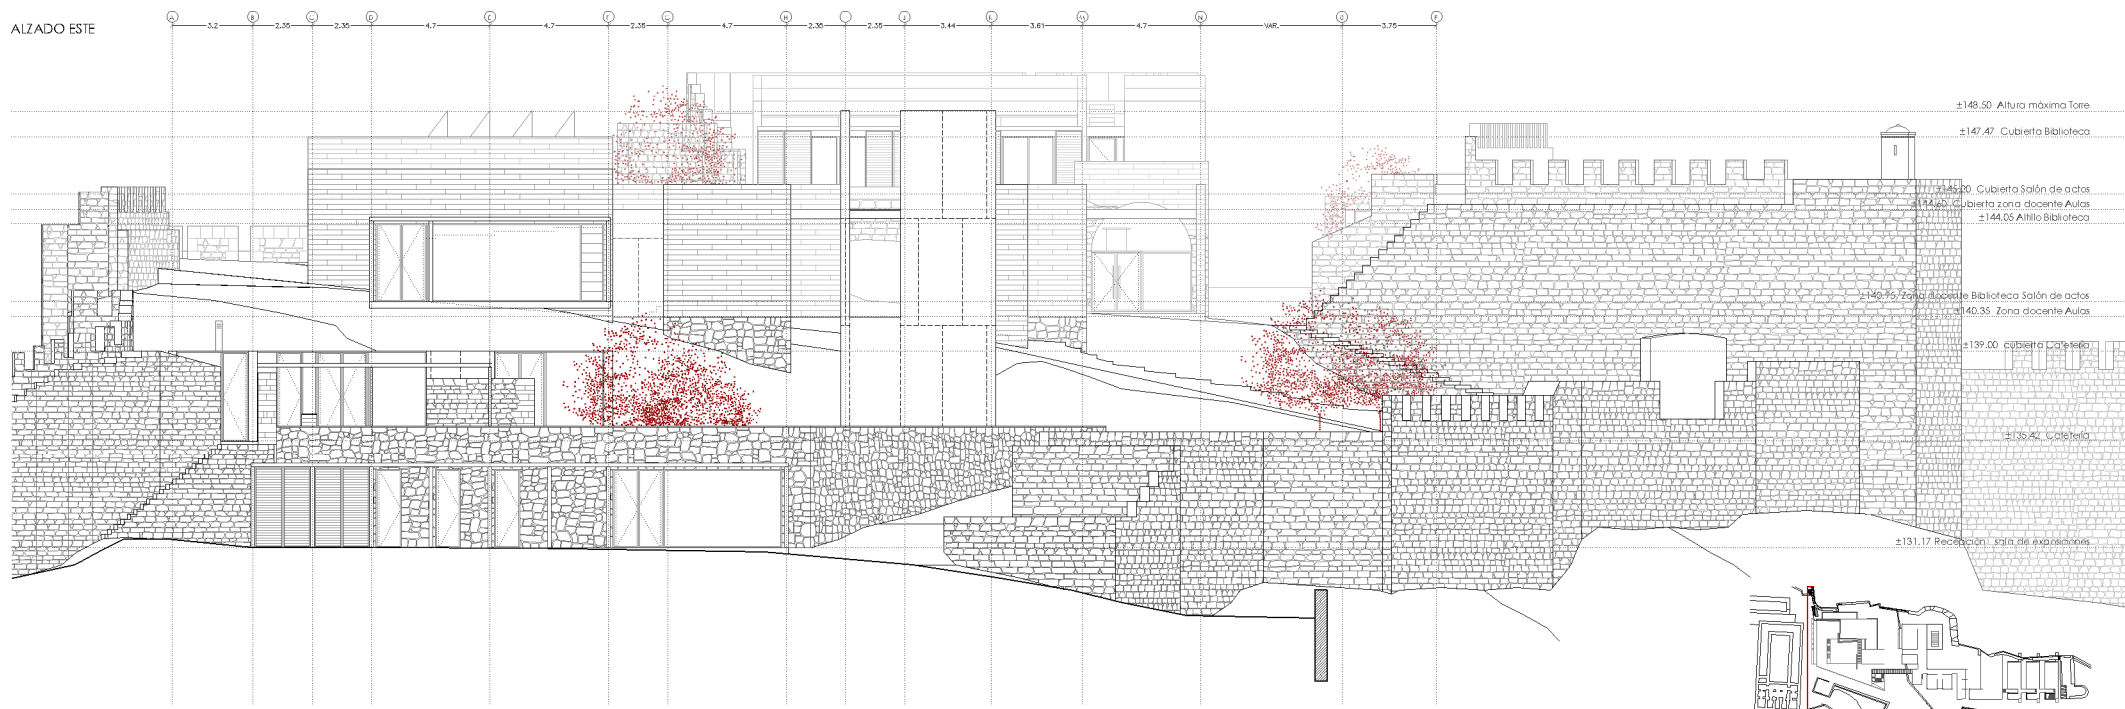 A B C D E F G H I J K M N O P
3.2 2.35 2.35 4.7 4.7 2.35 4.7 2.35 2.35 3.44 3.61 4.7 VAR. 3.75
ALZADO ESTE
±148.50 Altura máxima Torre
±147.47 Cubierta Biblioteca
±145.20 Cubierta Salón de actos
±144.60 Cubierta zona docente Aulas
±144.05 Altillo Biblioteca
±140.75 Zona docente Biblioteca Salón de actos
±140.35 Zona docente Aulas
±139.00 cubierta Cafetería
±135.42 Cafetería
±131.17 Recepción sala de exposiciones